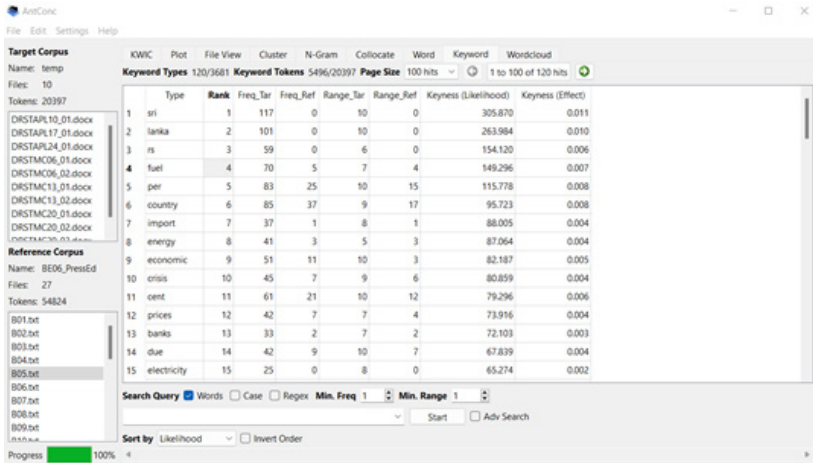 AntConc
File Edit Settings Help
Target Corpus
Name: temp
Files: 10
Tokens: 20397
DRSTAPL10_01.docx
DRSTAPL17_01.docx
DRSTAPL24_01.docx
DRSTMC06_01.docx
DRSTMC06_02.docx
DRSTMC13_01.docx
DRSTMC13_02.docx
DRSTMC20_01.docx
DRSTMC20_02.docx
DRSTMC20_03.docx
Reference Corpus
Name: BE06_PressEd
Files: 27
Tokens: 54824
B01.txt
B02.txt
B03.txt
B04.txt
B05.txt
B06.txt
B07.txt
B08.txt
B09.txt
B10.txt
Progress 100%
KWIC Plot File View Cluster N-Gram Collocate Word Keyword Wordcloud
Keyword Types 120/3681 Keyword Tokens 5496/20397 Page Size 100 hits 1 to 100 of 120 hits
Type Rank Freq_Tar Freq_Ref Range_Tar Range_Ref Keyness (Likelihood) Keyness (Effect)
1 sri 1 117 0 10 0 305.870 0.011
2 lanka 2 101 0 10 0 263.984 0.010
3 rs 3 59 0 6 0 154.120 0.006
4 fuel 4 70 5 7 4 149.296 0.007
5 per 5 83 25 10 15 115.778 0.008
6 country 6 85 37 9 17 95.723 0.008
7 import 7 37 1 8 1 88.005 0.004
8 energy 8 41 3 5 3 87.064 0.004
9 economic 9 51 11 10 3 82.187 0.005
10 crisis 10 45 7 9 6 80.859 0.004
11 cent 11 61 21 10 12 79.296 0.006
12 prices 12 42 7 7 4 73.916 0.004
13 banks 13 33 2 7 2 72.103 0.003
14 due 14 42 9 10 7 67.839 0.004
15 electricity 15 25 0 8 0 65.274 0.002
Search Query Words Case Regex Min. Freq 1 Min. Range 1
Start Adv Search
Sort by Likelihood Invert Order